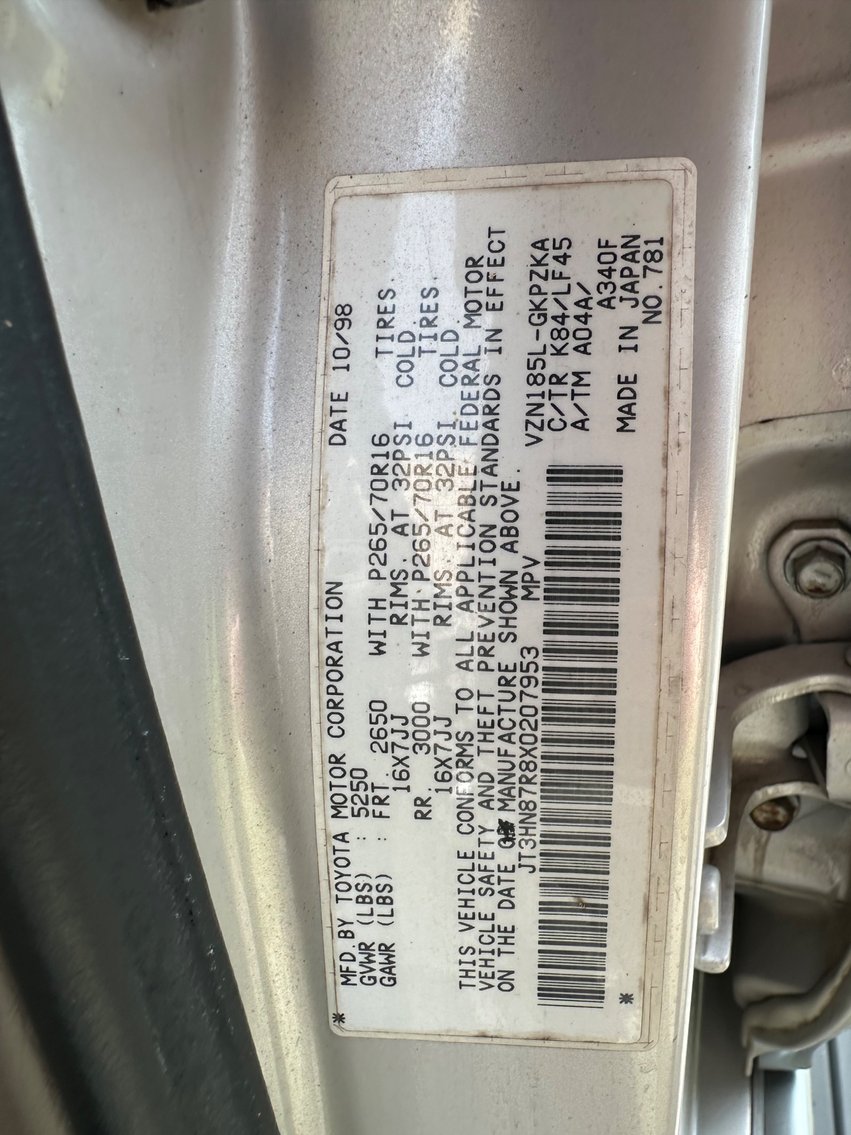 * MFD. BY TOYOTA MOTOR CORPORATION DATE 10/98
GVWR (LBS) : 5250
GAWR (LBS) : FRT. 2650 WITH P265/70R16 TIRES.
16X7JJ RIMS. AT 32PSI COLD.
RR. 3000 WITH P265/70R16 TIRES.
16X7JJ RIMS. AT 32PSI COLD.
THIS VEHICLE CONFORMS TO ALL APPLICABLE FEDERAL MOTOR
VEHICLE SAFETY AND THEFT PREVENTION STANDARDS IN EFFECT
ON THE DATE MANUFACTURE SHOWN ABOVE.
JT3HN87R8X0207953 MPV VZN185L-GKPZKA
C/TR K84/LF45
A/TM A04A/
A340F
MADE IN JAPAN
* NO.781